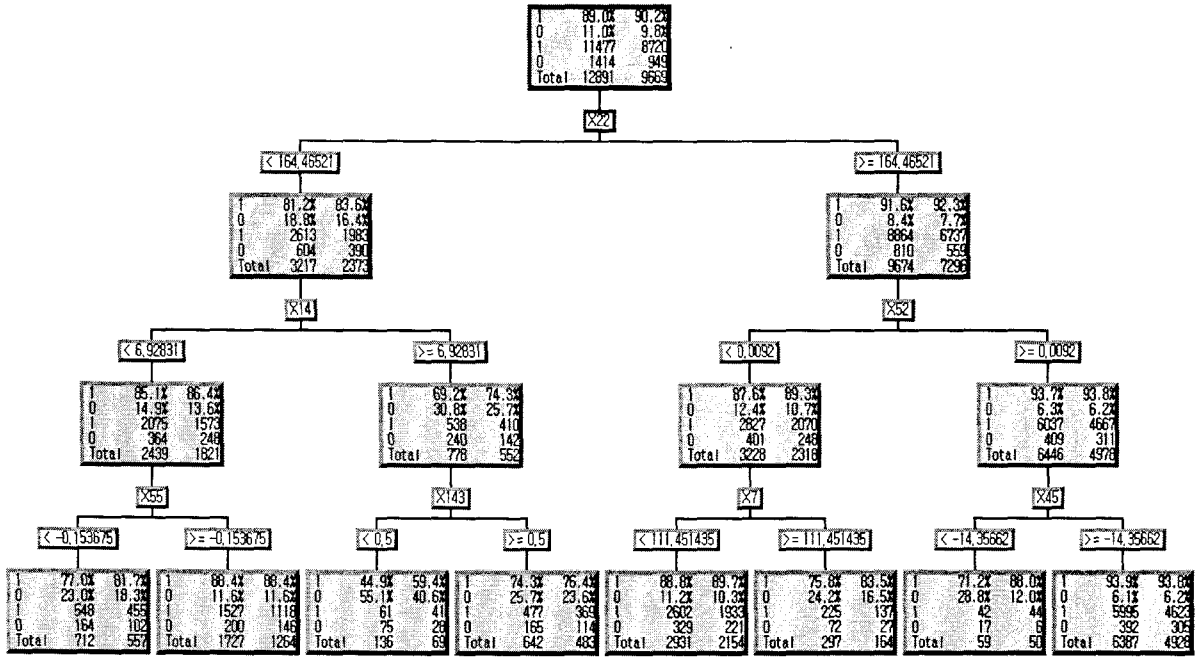 1 89.0% 90.2%
0 11.0% 9.8%
1 11477 8720
0 1414 949
Total 12891 9669
X22
< 164,46521
>= 164,46521
1 81.2% 83.6%
0 18.8% 16.4%
1 2613 1983
0 604 390
Total 3217 2373
1 91.6% 92.3%
0 8.4% 7.7%
1 8864 6737
0 810 559
Total 9674 7296
X14
X52
< 6,92831
>= 6,92831
< 0,0092
>= 0,0092
1 85.1% 86.4%
0 14.9% 13.6%
1 2075 1573
0 364 248
Total 2439 1821
1 69.2% 74.3%
0 30.8% 25.7%
1 538 410
0 240 142
Total 778 552
1 87.6% 89.3%
0 12.4% 10.7%
1 2827 2070
0 401 248
Total 3228 2318
1 93.7% 93.8%
0 6.3% 6.2%
1 6037 4667
0 409 311
Total 6446 4978
X55
X143
X7
X45
< -0,153675
>= -0,153675
< 0,5
>= 0,5
< 111,451435
>= 111,451435
< -14,35662
>= -14,35662
1 77.0% 81.7%
0 23.0% 18.3%
1 548 455
0 164 102
Total 712 557
1 88.4% 88.4%
0 11.6% 11.6%
1 1527 1118
0 200 146
Total 1727 1264
1 44.9% 59.4%
0 55.1% 40.6%
1 61 41
0 75 28
Total 136 69
1 74.3% 76.4%
0 25.7% 23.6%
1 477 369
0 165 114
Total 642 483
1 88.8% 89.7%
0 11.2% 10.3%
1 2602 1933
0 329 221
Total 2931 2154
1 75.8% 83.5%
0 24.2% 16.5%
1 225 137
0 72 27
Total 297 164
1 71.2% 88.0%
0 28.8% 12.0%
1 42 44
0 17 6
Total 59 50
1 93.9% 93.8%
0 6.1% 6.2%
1 5995 4623
0 392 305
Total 6387 4928